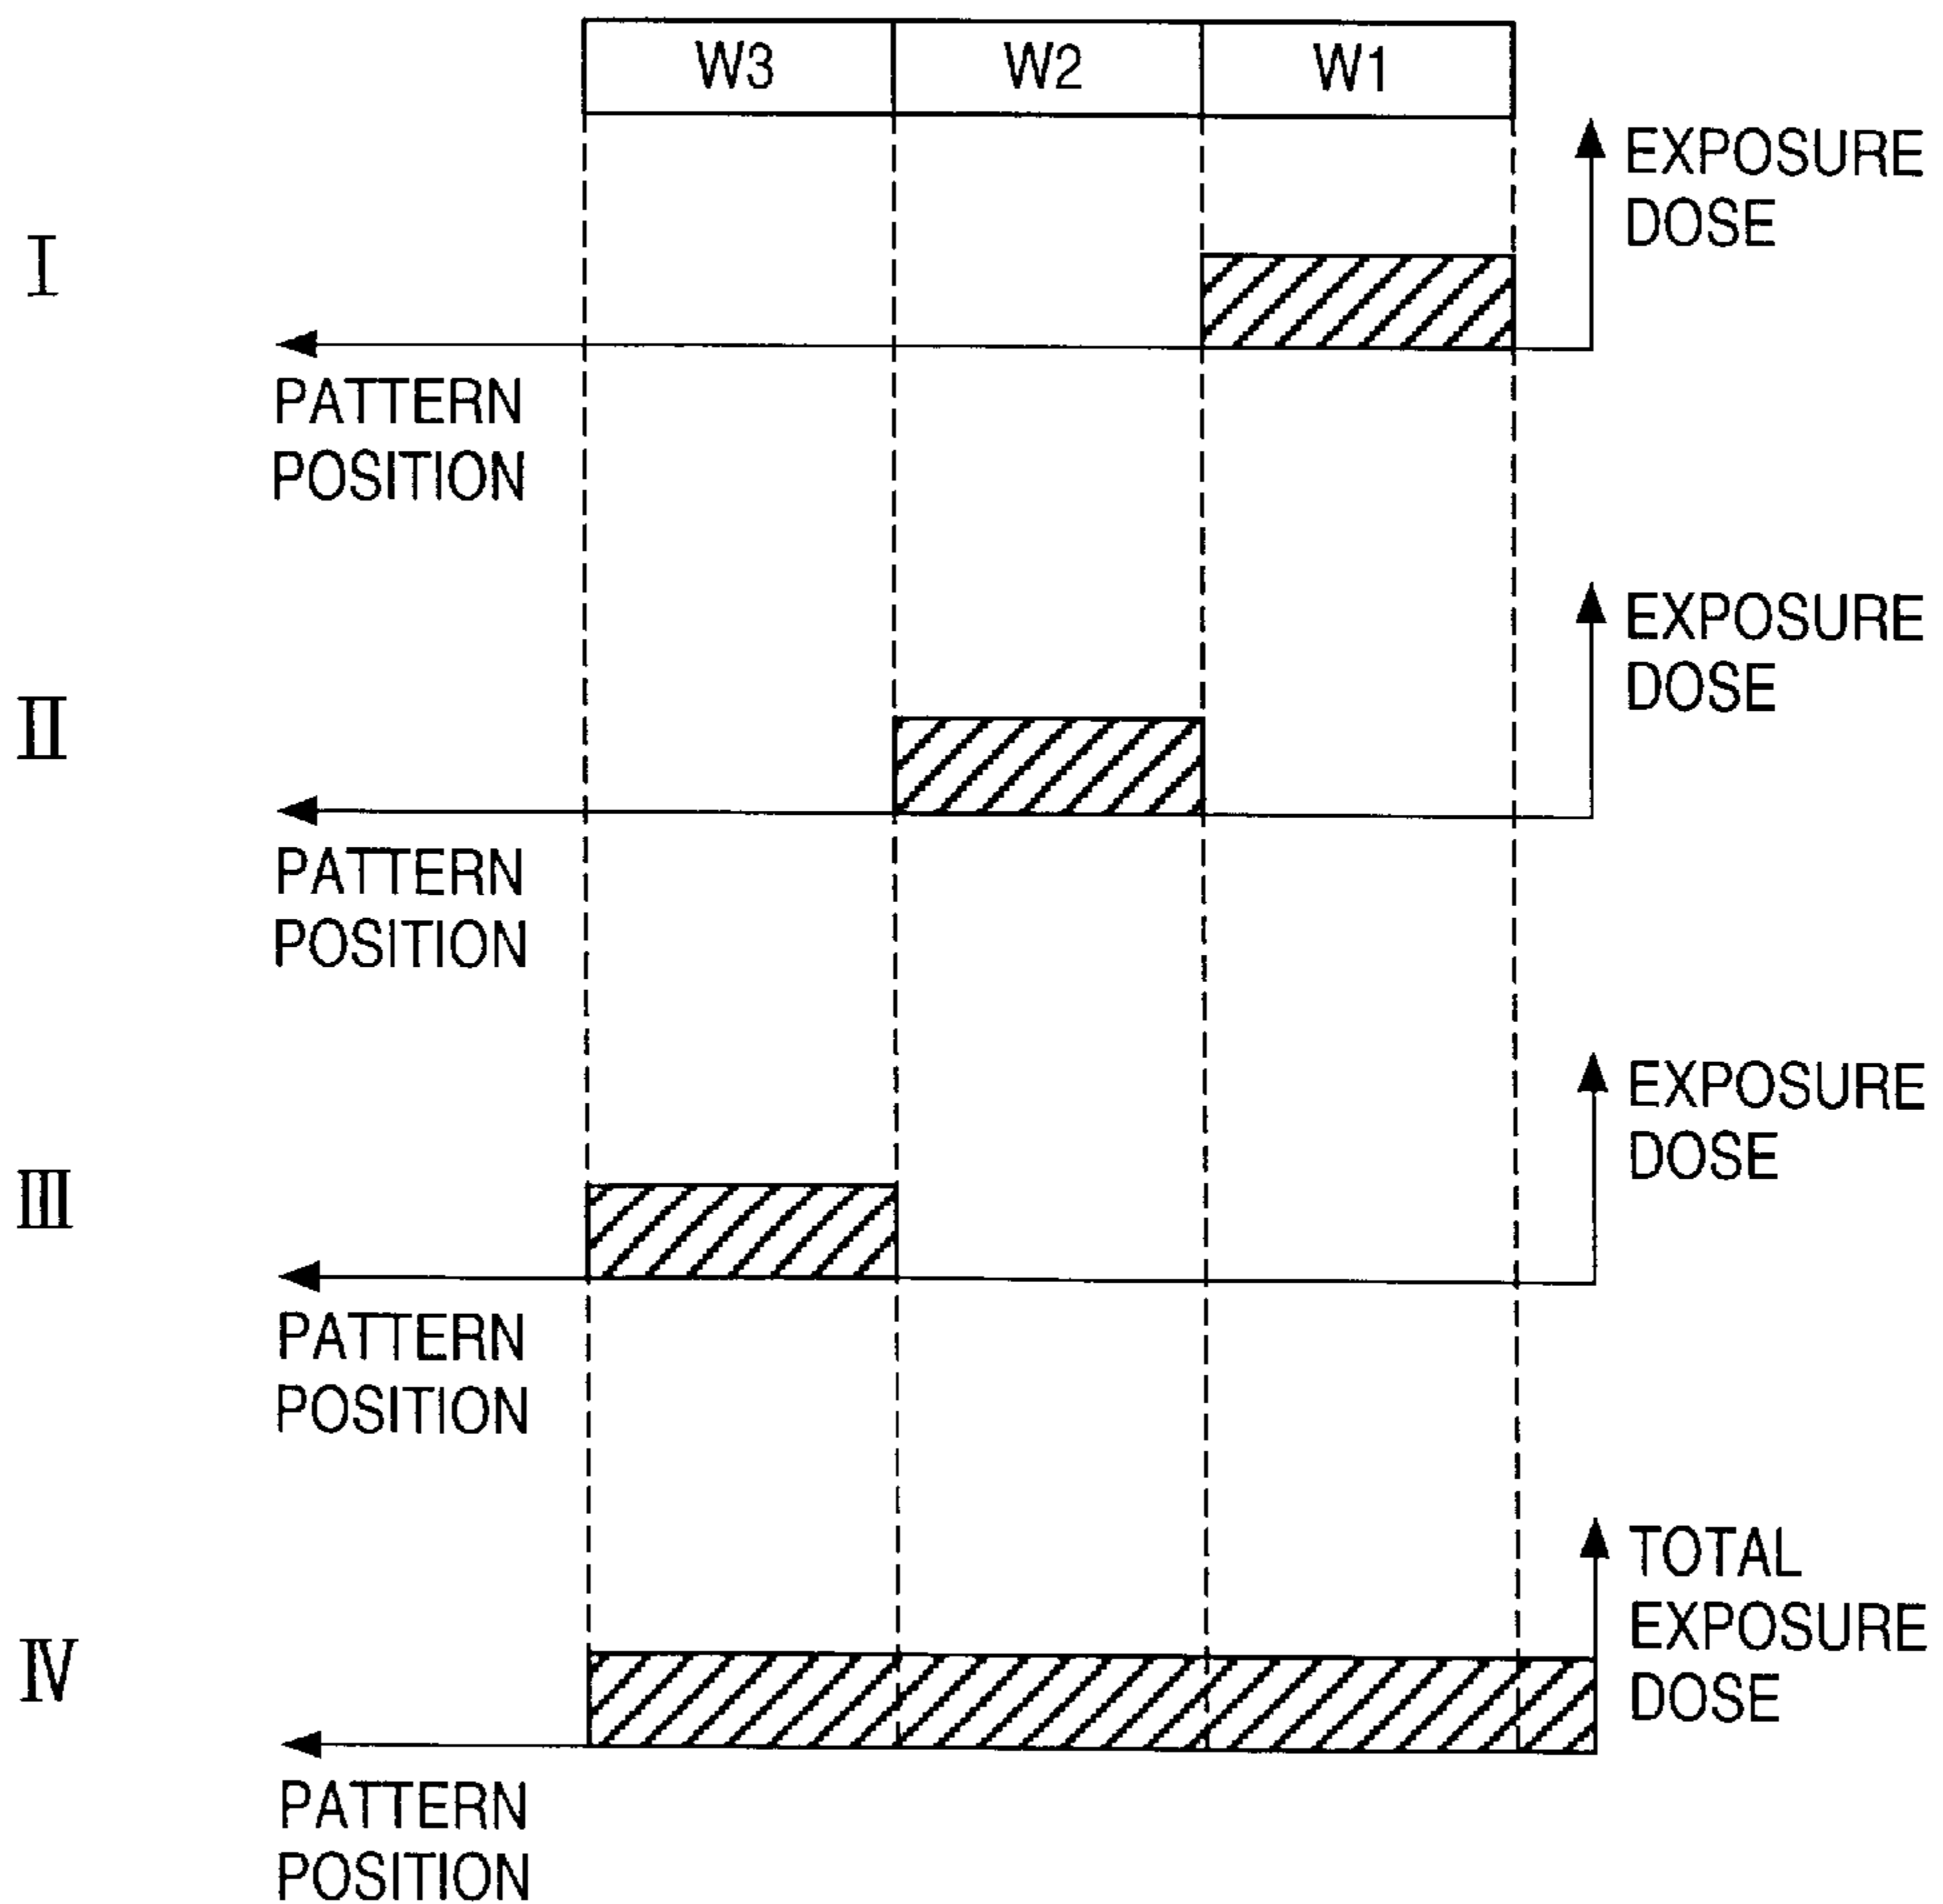 W3 W2 W1
EXPOSURE
DOSE
I
PATTERN
POSITION
EXPOSURE
DOSE
II
PATTERN
POSITION
EXPOSURE
DOSE
III
PATTERN
POSITION
TOTAL
EXPOSURE
DOSE
IV
PATTERN
POSITION